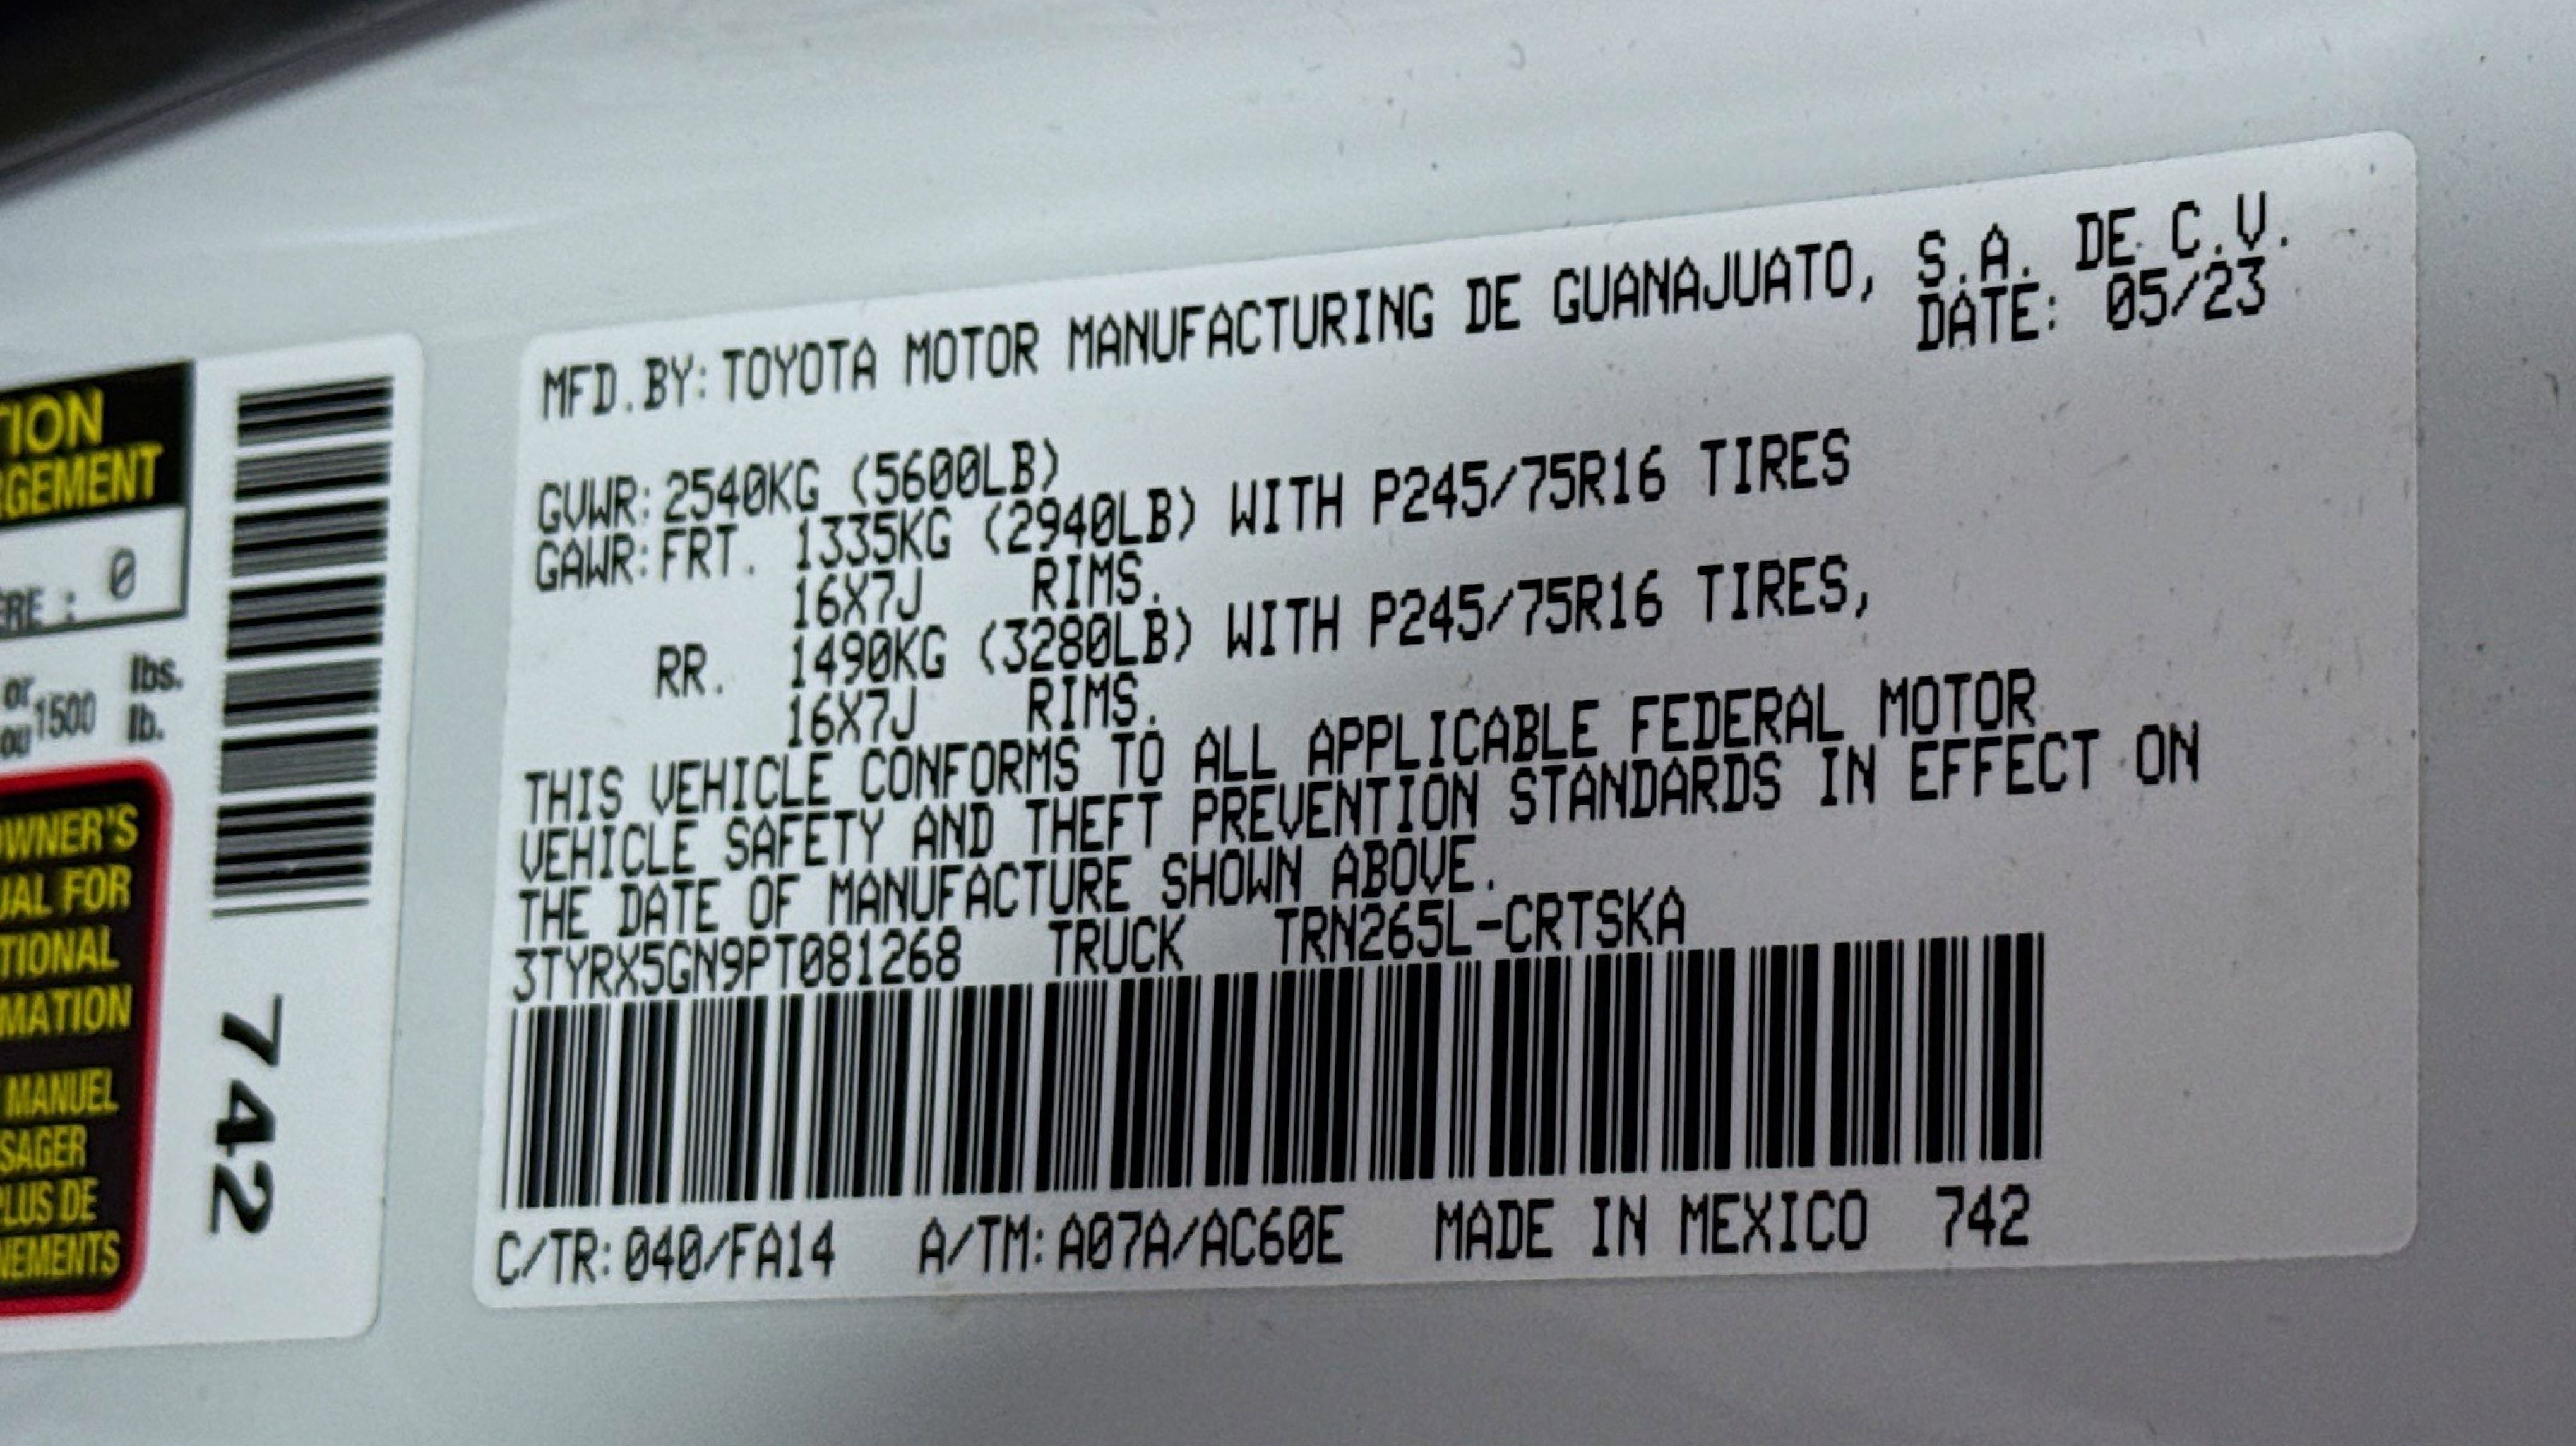 TION
RGEMENT
ERE : 0
or 1500 lbs.
ou lb.
OWNER'S
UAL FOR
TIONAL
MATION
MANUEL
SAGER
PLUS DE
NEMENTS
742
MFD.BY:TOYOTA MOTOR MANUFACTURING DE GUANAJUATO, S.A. DE C.V.
DATE: 05/23
GVWR:2540KG (5600LB)
GAWR:FRT. 1335KG (2940LB) WITH P245/75R16 TIRES
16X7J RIMS.
RR. 1490KG (3280LB) WITH P245/75R16 TIRES,
16X7J RIMS.
THIS VEHICLE CONFORMS TO ALL APPLICABLE FEDERAL MOTOR
VEHICLE SAFETY AND THEFT PREVENTION STANDARDS IN EFFECT ON
THE DATE OF MANUFACTURE SHOWN ABOVE.
3TYRX5GN9PT081268 TRUCK TRN265L-CRTSKA
C/TR:040/FA14 A/TM:A07A/AC60E MADE IN MEXICO 742